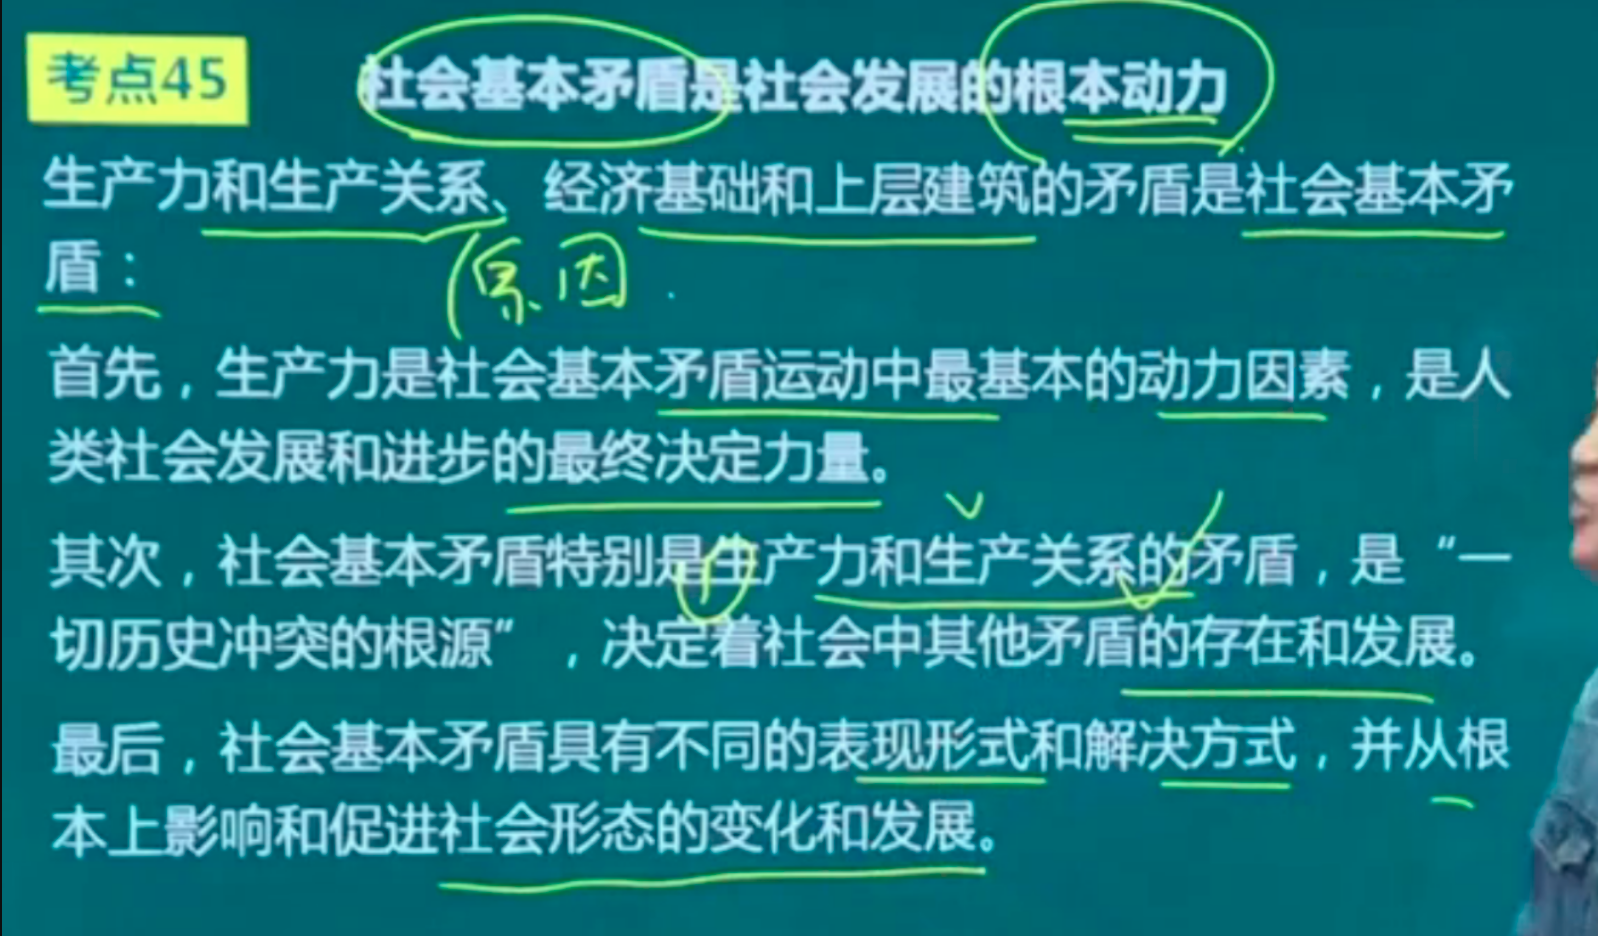 考点45
社会基本矛盾是社会发展的根本动力
生产力和生产关系、经济基础和上层建筑的矛盾是社会基本矛
盾：
原因
首先，生产力是社会基本矛盾运动中最基本的动力因素，是人
类社会发展和进步的最终决定力量。
其次，社会基本矛盾特别是生产力和生产关系的矛盾，是“一
切历史冲突的根源”，决定着社会中其他矛盾的存在和发展。
最后，社会基本矛盾具有不同的表现形式和解决方式，并从根
本上影响和促进社会形态的变化和发展。